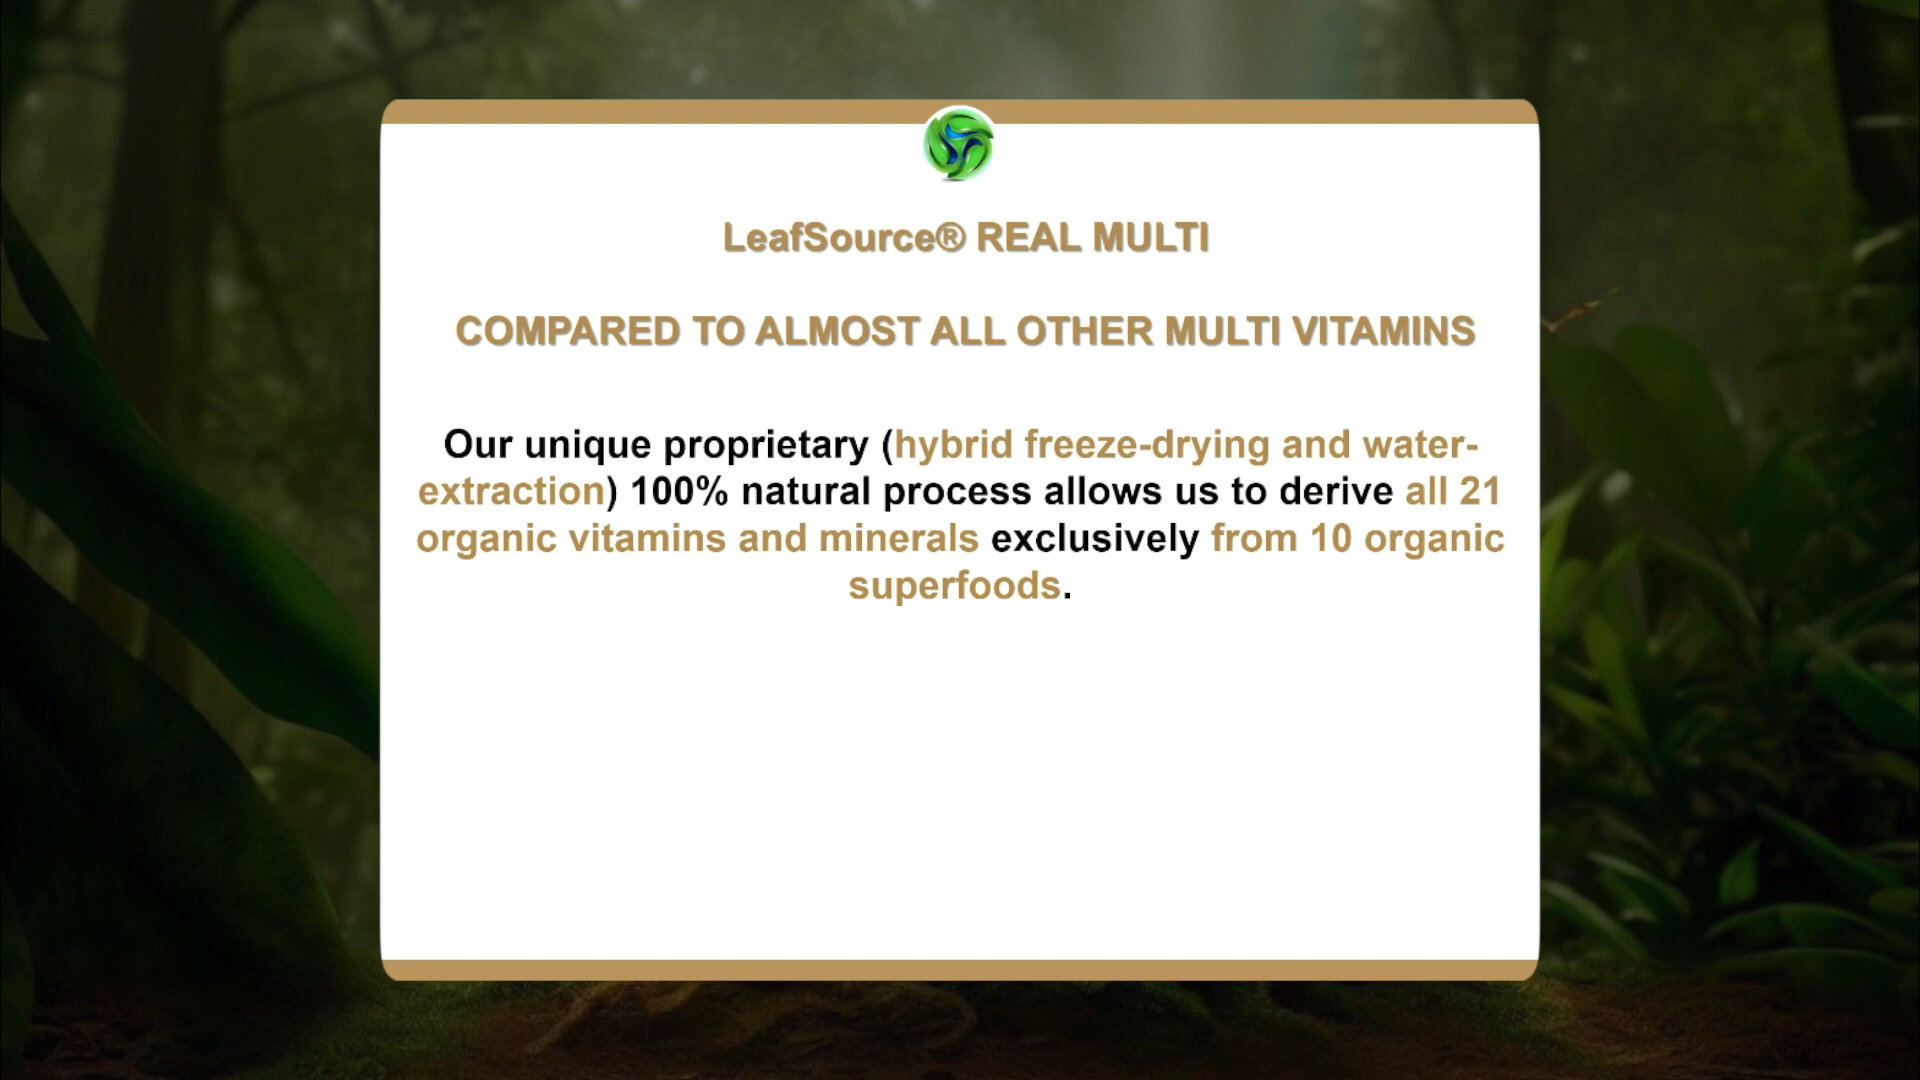 LeafSource® REAL MULTI
COMPARED TO ALMOST ALL OTHER MULTI VITAMINS
Our unique proprietary (hybrid freeze-drying and water-
extraction) 100% natural process allows us to derive all 21
organic vitamins and minerals exclusively from 10 organic
superfoods.